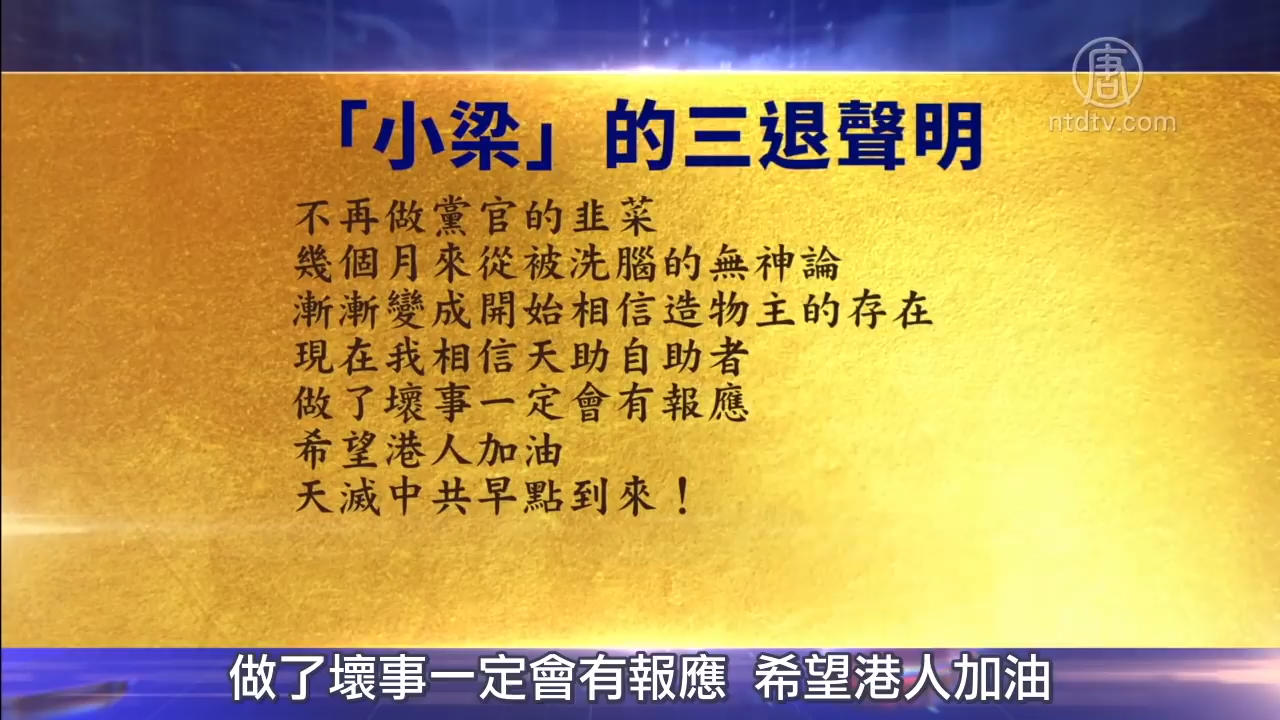 唐
ntdtv.com
「小梁」的三退聲明
不再做黨官的韭菜
幾個月來從被洗腦的無神論
漸漸變成開始相信造物主的存在
現在我相信天助自助者
做了壞事一定會有報應
希望港人加油
天滅中共早點到來！
做了壞事一定會有報應 希望港人加油